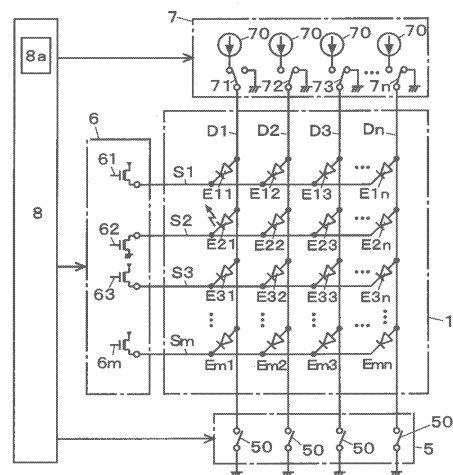 7
70 70 70 70
8a
71 72 73 7n
6
D1 D2 D3 Dn
61 S1
E11 E12 E13 E1n
8
62 S2
E21 E22 E23 E2n
63 S3
E31 E32 E33 E3n
1
6m Sm
Em1 Em2 Em3 Emn
50
50 50 50 5